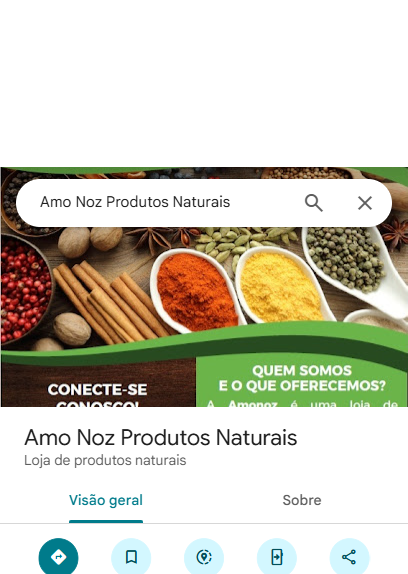 Amo Noz Produtos Naturais
CONECTE-SE
CONOSCO!
QUEM SOMOS
E O QUE OFERECEMOS?
A Amonoz é uma loja de
Amo Noz Produtos Naturais
Loja de produtos naturais
Visão geral
Sobre